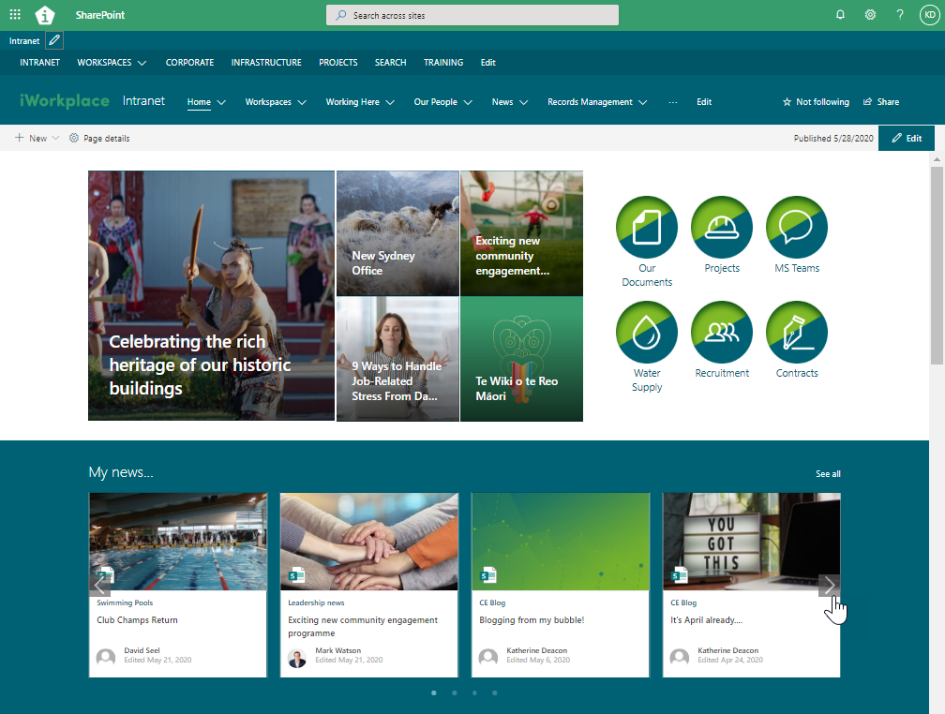 SharePoint
Search across sites
?
KD
Intranet
INTRANET WORKSPACES CORPORATE INFRASTRUCTURE PROJECTS SEARCH TRAINING Edit
iWorkplace Intranet Home Workspaces Working Here Our People News Records Management ... Edit Not following Share
+ New Page details Published 5/28/2020 Edit
Celebrating the rich
heritage of our historic
buildings
New Sydney
Office
Exciting new
community
engagement...
9 Ways to Handle
Job-Related
Stress From Da...
Te Wiki o te Reo
Māori
Our
Documents
Projects
MS Teams
Water
Supply
Recruitment
Contracts
My news...
See all
Swimming Pools
Club Champs Return
David Seel
Edited May 21, 2020
Leadership news
Exciting new community engagement
programme
Mark Watson
Edited May 21, 2020
CE Blog
Blogging from my bubble!
Katherine Deacon
Edited May 6, 2020
YOU
GOT
THIS
CE Blog
It's April already....
Katherine Deacon
Edited Apr 24, 2020